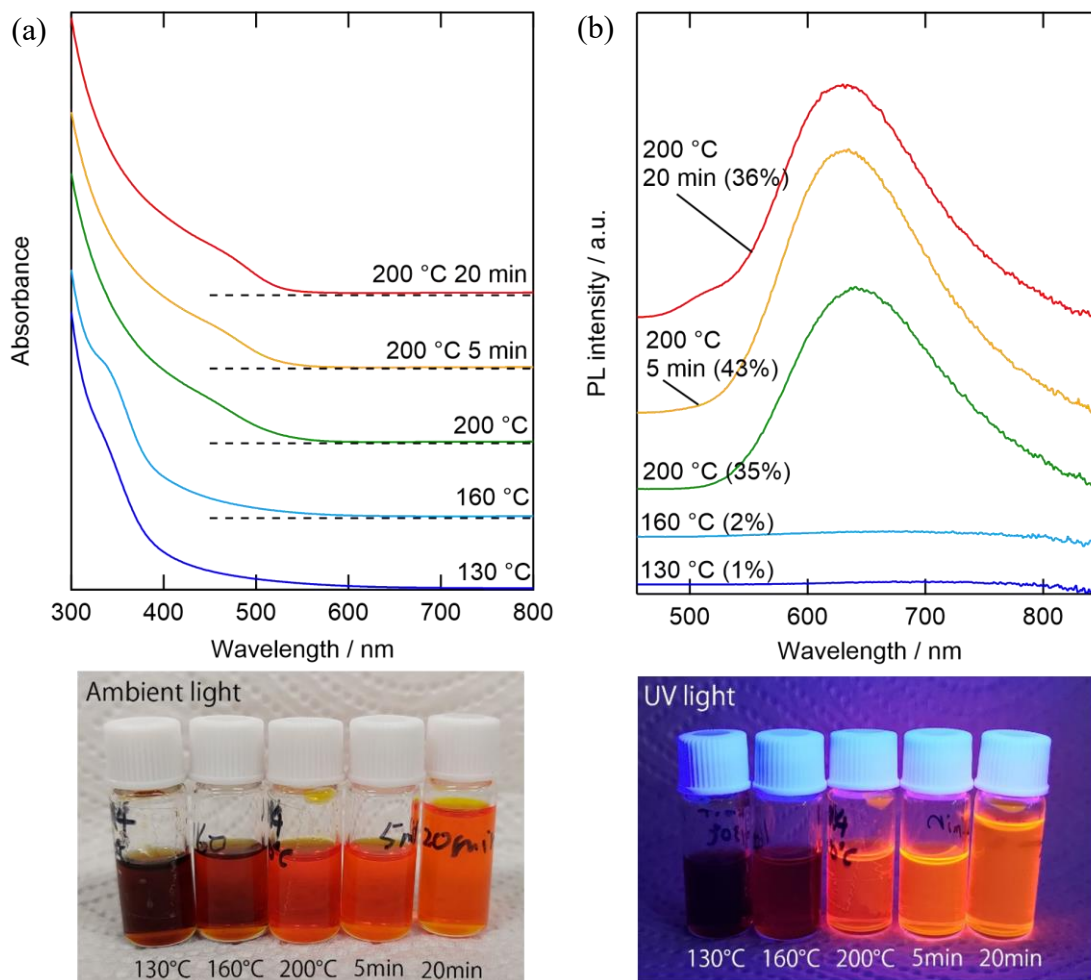 (a)
Absorbance
200 °C 20 min
200 °C 5 min
200 °C
160 °C
130 °C
300 400 500 600 700 800
Wavelength / nm
(b)
PL intensity / a.u.
200 °C
20 min (36%)
200 °C
5 min (43%)
200 °C (35%)
160 °C (2%)
130 °C (1%)
500 600 700 800
Wavelength / nm
Ambient light
60
20min
130°C 160°C 200°C 5min 20min
UV light
130°C 160°C 200°C 5min 20min